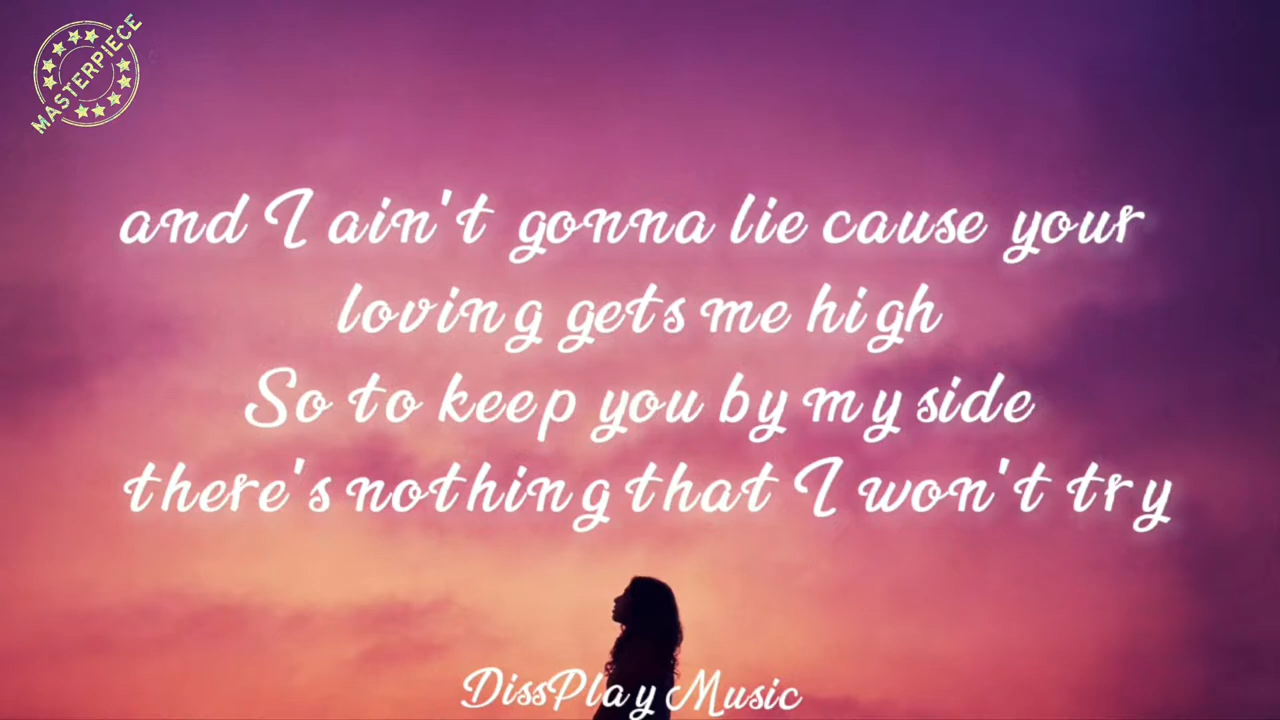 MASTERPIECE
and I ain't gonna lie cause your
loving gets me high
So to keep you by my side
there's nothing that I won't try
DissPlay Music